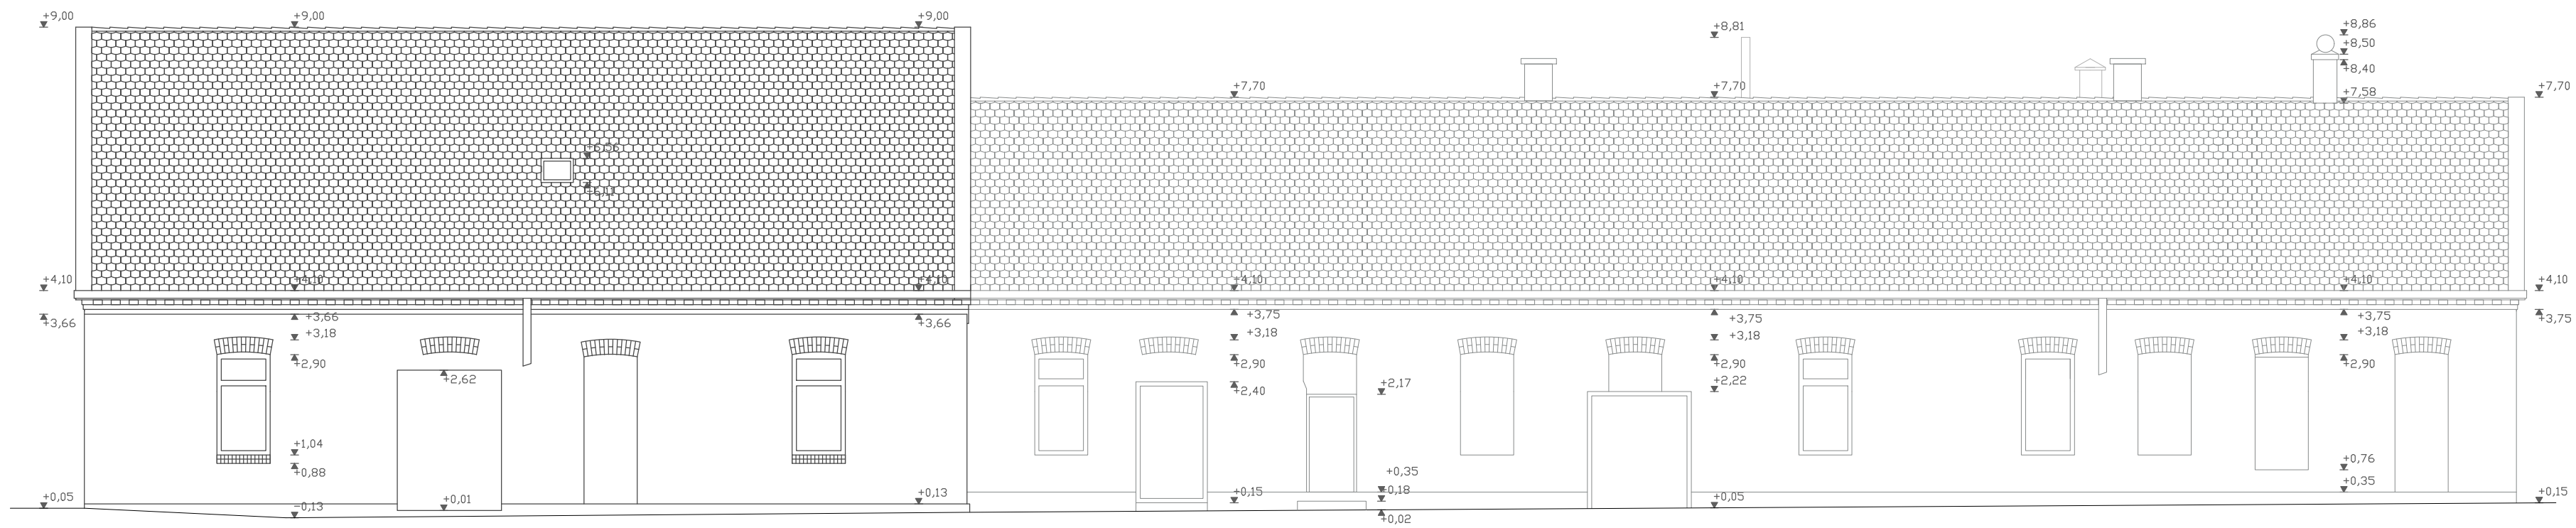 +9,00 +9,00 +9,00
+8,86
+8,81
+8,50
+8,40
+7,70 +7,70 +7,58 +7,70
+6,56
+6,11
+4,10 +4,10 +4,10 +4,10 +4,10 +4,10 +4,10
+3,66 +3,66 +3,66 +3,75 +3,75 +3,75 +3,75
+3,18 +3,18 +3,18 +3,18
+2,90 +2,90 +2,90 +2,90
+2,62 +2,40 +2,17 +2,22
+1,04
+0,88 +0,35 +0,76
+0,05 +0,01 +0,13 +0,15 +0,18 +0,05 +0,35 +0,15
-0,13 +0,02